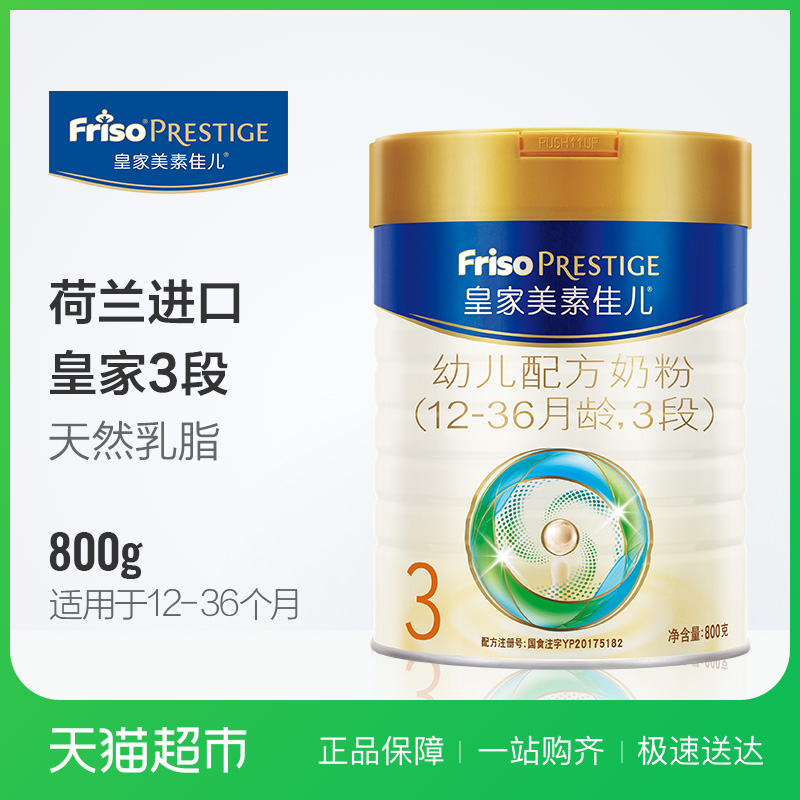 Friso® PRESTIGE
皇家美素佳儿®
荷兰进口
皇家3段
天然乳脂
800g
适用于12-36个月
PUSH TI UF
Friso PRESTIGE
皇家美素佳儿®
幼儿配方奶粉
(12-36月龄,3段)
3
净含量:800克
配方注册号:国食注字YP20175182
天猫超市
正品保障 | 一站购齐 | 极速送达